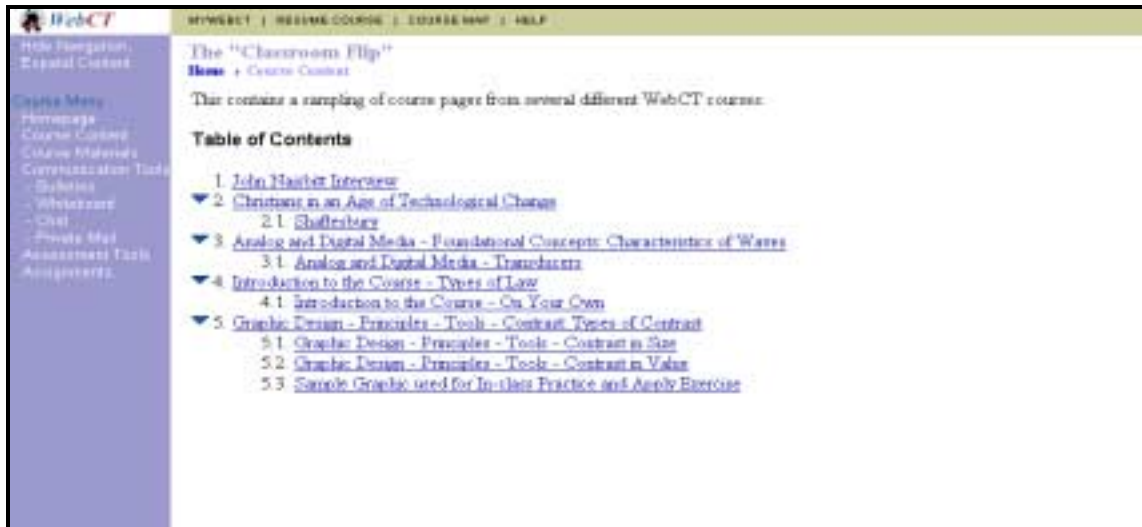 WebCT
MYWEBCT | RESUME COURSE | COURSE MAP | HELP
Hide Navigation
Expand Content
Course Menu
Homepage
Course Content
Course Materials
Communication Tools
- Bulletins
- Whiteboard
- Chat
- Private Mail
Assessment Tools
Assignments
The "Classroom Flip"
Home › Course Content
This contains a sampling of course pages from several different WebCT courses.
Table of Contents
1. John Naisbitt Interview
2. Christians in an Age of Technological Change
2.1. Shaftesbury
3. Analog and Digital Media - Foundational Concepts: Characteristics of Waves
3.1. Analog and Digital Media - Transducers
4. Introduction to the Course - Types of Law
4.1. Introduction to the Course - On Your Own
5. Graphic Design - Principles - Tools - Contrast: Types of Contrast
5.1. Graphic Design - Principles - Tools - Contrast in Size
5.2. Graphic Design - Principles - Tools - Contrast in Value
5.3. Sample Graphic used for In-class Practice and Apply Exercise